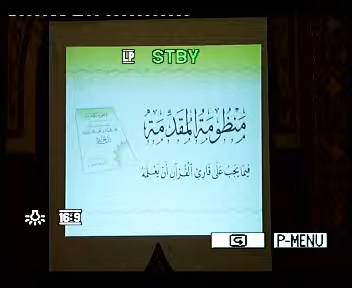 LP STBY
منظومة المقدمة
فيما يجب على قارئ القرآن أن يعلمه
16:9
P-MENU